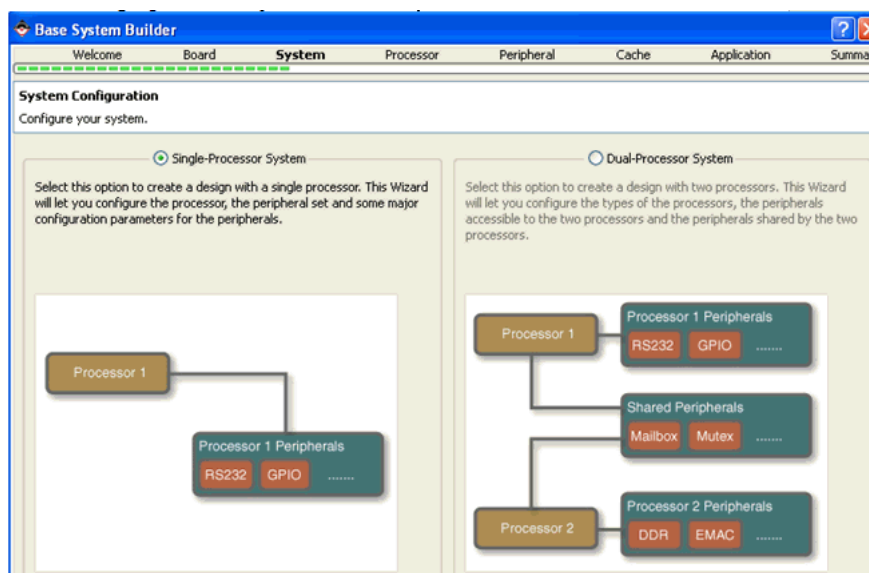 Base System Builder
Welcome Board System Processor Peripheral Cache Application Summa
System Configuration
Configure your system.
Single-Processor System
Select this option to create a design with a single processor. This Wizard
will let you configure the processor, the peripheral set and some major
configuration parameters for the peripherals.
Processor 1
Processor 1 Peripherals
RS232 GPIO .......
Dual-Processor System
Select this option to create a design with two processors. This Wizard
will let you configure the types of the processors, the peripherals
accessible to the two processors and the peripherals shared by the two
processors.
Processor 1
Processor 1 Peripherals
RS232 GPIO .......
Shared Peripherals
Mailbox Mutex .......
Processor 2
Processor 2 Peripherals
DDR EMAC .......